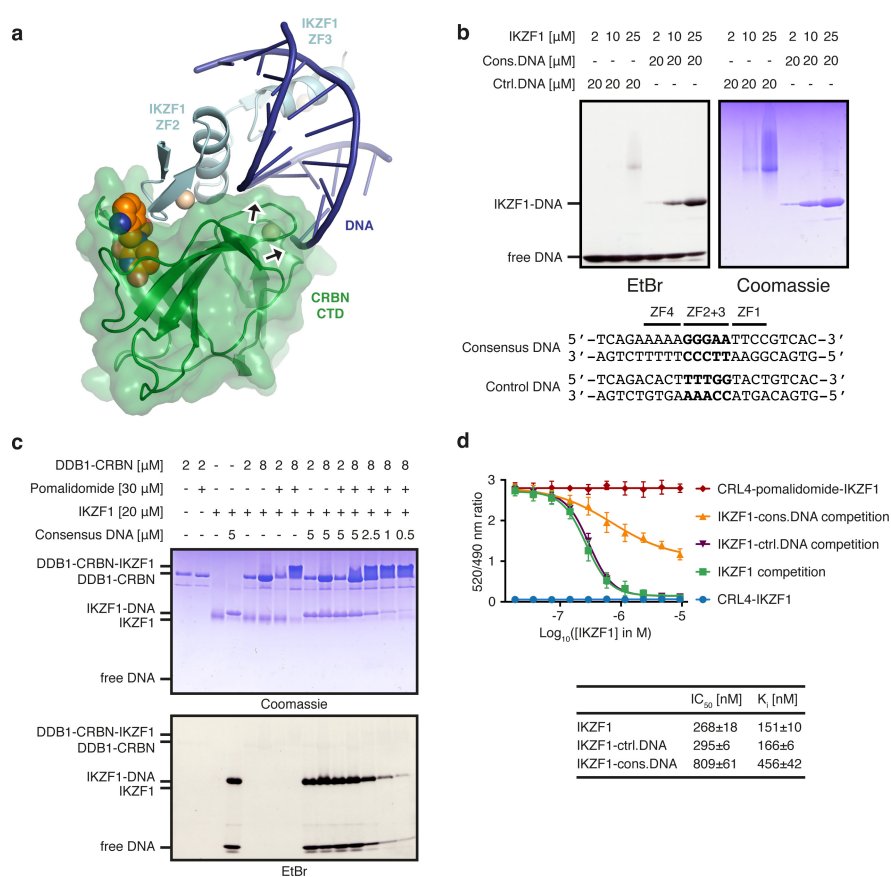 a
IKZF1
ZF3
IKZF1
ZF2
DNA
CRBN
CTD
b
IKZF1 [µM] 2 10 25 2 10 25 2 10 25 2 10 25
Cons.DNA [µM] - - - 20 20 20 - - - 20 20 20
Ctrl.DNA [µM] 20 20 20 - - - 20 20 20 - - -
IKZF1-DNA
free DNA
EtBr Coomassie
ZF4 ZF2+3 ZF1
Consensus DNA 5′-TCAGAAAAAGGGAATTCCGTCAC-3′
3′-AGTCTTTTTCCCTTAAGGCAGTG-5′
Control DNA 5′-TCAGACACTTTTGGTACTGTCAC-3′
3′-AGTCTGTGAAAACCATGACAGTG-5′
c
DDB1-CRBN [µM] 2 2 - - 2 8 2 8 2 8 2 8 8 8 8
Pomalidomide [30 µM] - + - - - - + + - - + + + + +
IKZF1 [20 µM] - - + + + + + + + + + + + + +
Consensus DNA [µM] - - - 5 - - - - 5 5 5 5 2.5 1 0.5
DDB1-CRBN-IKZF1
DDB1-CRBN
IKZF1-DNA
IKZF1
free DNA
Coomassie
DDB1-CRBN-IKZF1
DDB1-CRBN
IKZF1-DNA
IKZF1
free DNA
EtBr
d
520/490 nm ratio
3
2
1
0
-7 -6 -5
Log10([IKZF1] in M)
CRL4-pomalidomide-IKZF1
IKZF1-cons.DNA competition
IKZF1-ctrl.DNA competition
IKZF1 competition
CRL4-IKZF1
IC50 [nM] Ki [nM]
IKZF1 268±18 151±10
IKZF1-ctrl.DNA 295±6 166±6
IKZF1-cons.DNA 809±61 456±42